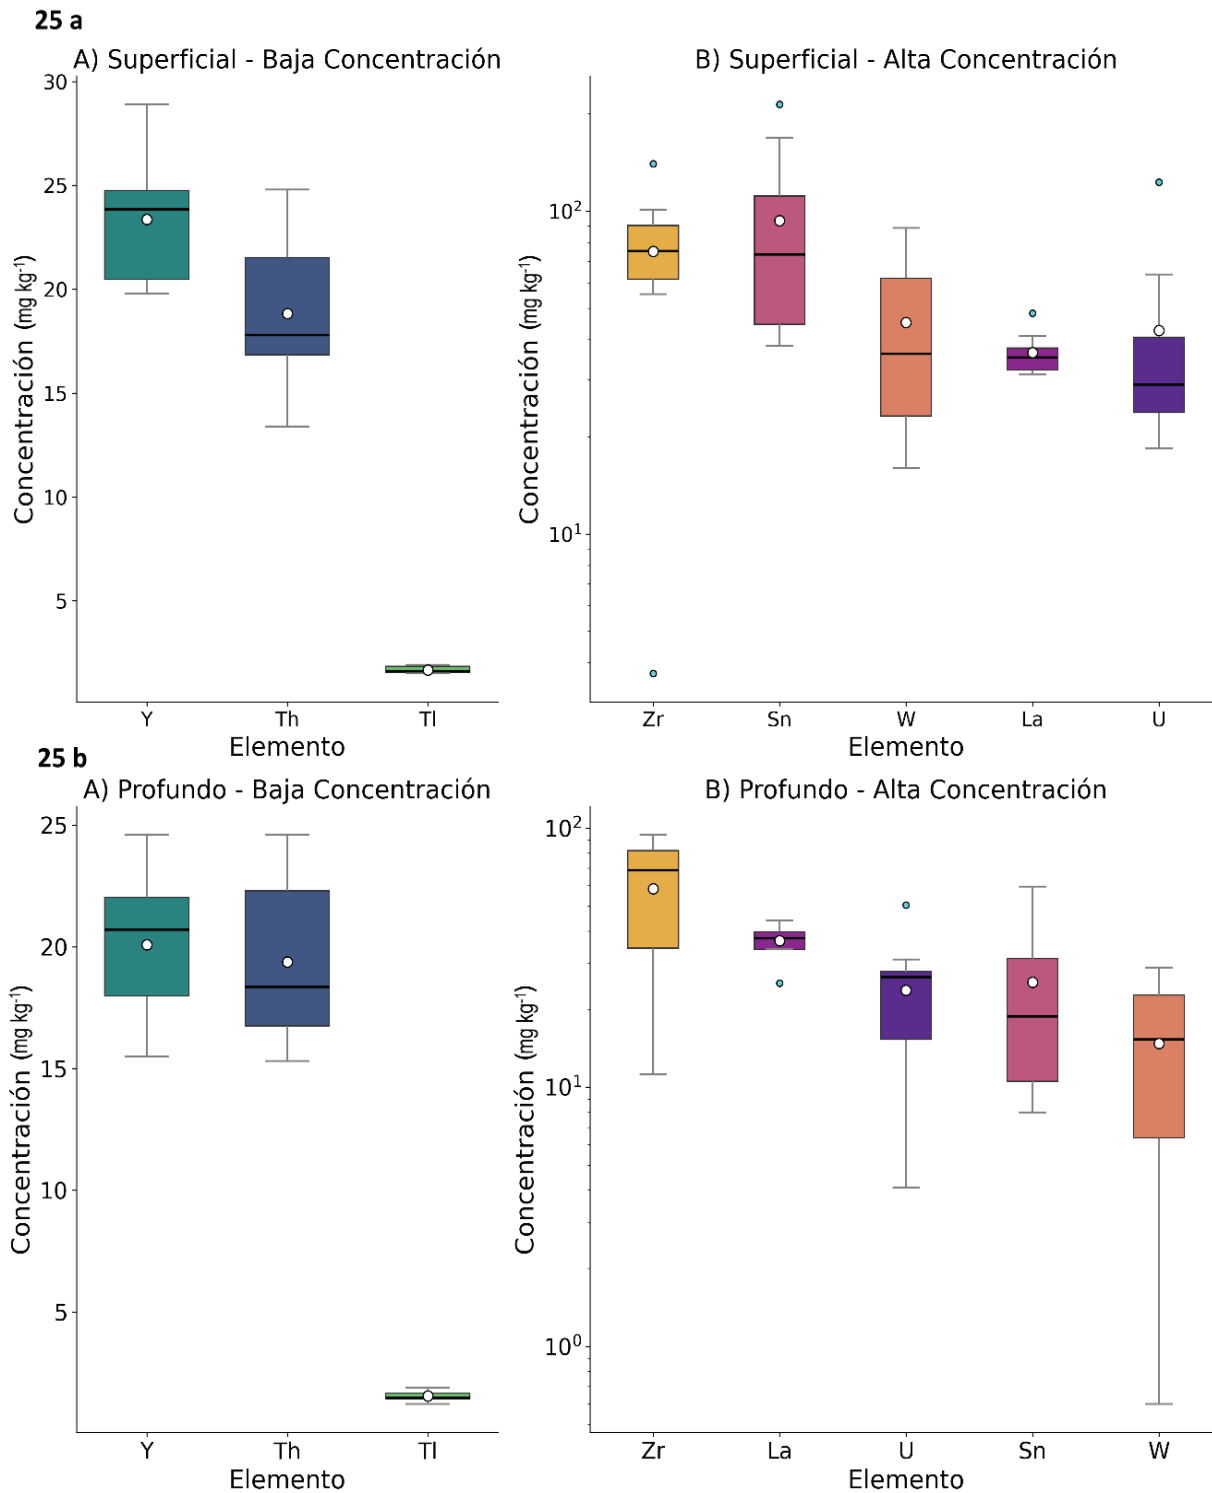 25 a
A) Superficial - Baja Concentración
Concentración (mg kg⁻¹)
30
25
20
15
10
5
Y Th Tl
Elemento
B) Superficial - Alta Concentración
Concentración (mg kg⁻¹)
10²
10¹
Zr Sn W La U
Elemento
25 b
A) Profundo - Baja Concentración
Concentración (mg kg⁻¹)
25
20
15
10
5
Y Th Tl
Elemento
B) Profundo - Alta Concentración
Concentración (mg kg⁻¹)
10²
10¹
10⁰
Zr La U Sn W
Elemento